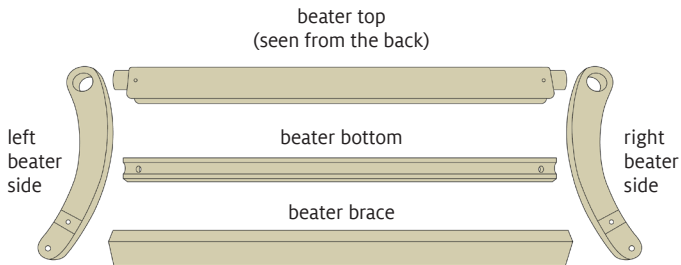 beater top
(seen from the back)
left
beater
side
beater bottom
right
beater
side
beater brace